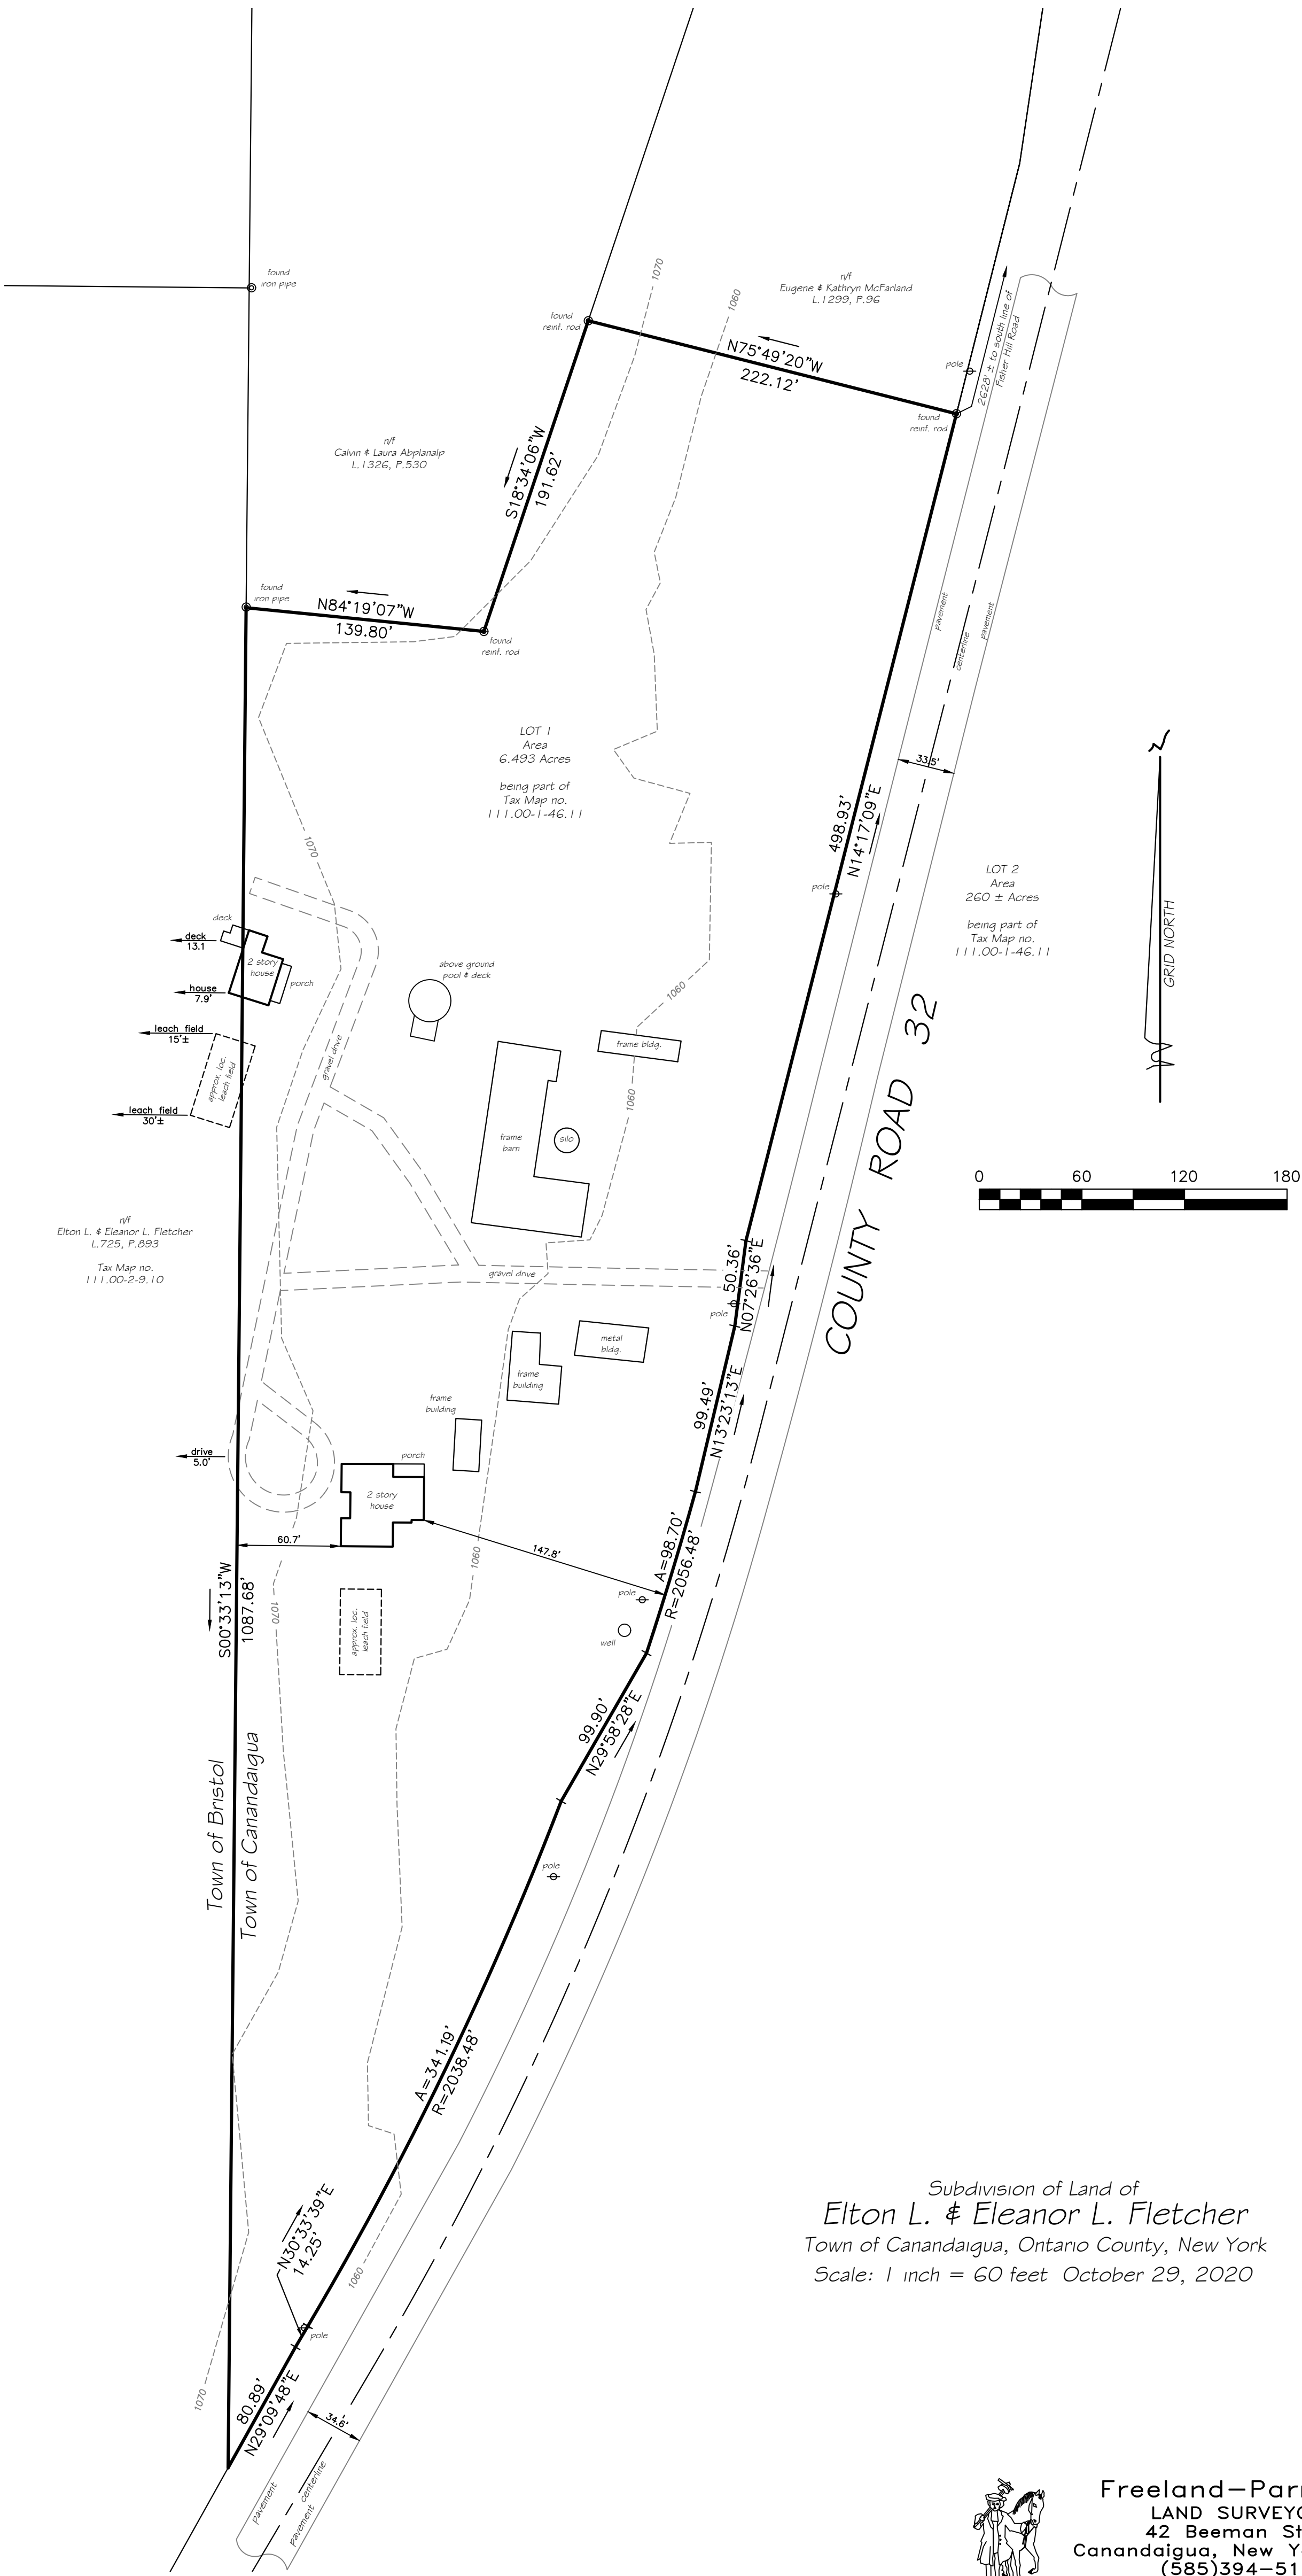 found
iron pipe
1070
1060
n/f
Eugene & Kathryn McFarland
L.1299, P.96
found
reinf. rod
N75°49'20"W
222.12'
pole
2628' ± to south line of
Fisher Hill Road
found
reinf. rod
n/f
Calvin & Laura Abplanalp
L.1326, P.530
S18°34'06"W
191.62'
found
iron pipe
N84°19'07"W
139.80'
found
reinf. rod
pavement
centerline
pavement
LOT 1
Area
6.493 Acres
being part of
Tax Map no.
111.00-1-46.11
33.5'
498.93'
N14°17'09"E
1070
pole
LOT 2
Area
260 ± Acres
being part of
Tax Map no.
111.00-1-46.11
GRID NORTH
deck
deck
13.1
2 story
house
porch
house
7.9'
above ground
pool & deck
1060
leach field
15'±
approx. loc.
leach field
gravel drive
frame bldg.
leach field
30'±
1060
frame
barn
silo
COUNTY ROAD 32
0 60 120 180
n/f
Elton L. & Eleanor L. Fletcher
L.725, P.893
Tax Map no.
111.00-2-9.10
gravel drive
50.36'
N07°26'36"E
pole
metal
bldg.
frame
building
frame
building
99.49'
N13°23'13"E
drive
5.0'
porch
2 story
house
60.7'
147.8'
1060
A=98.70'
R=2056.48'
S00°33'13"W
1087.68'
1070
approx. loc.
leach field
pole
well
99.90'
N29°58'28"E
Town of Bristol
Town of Canandaigua
pole
A=341.19'
R=2038.48'
N30°33'39"E
14.25'
1060
pole
1070
80.89'
N29°09'48"E
34.6'
pavement
centerline
pavement
Subdivision of Land of
Elton L. & Eleanor L. Fletcher
Town of Canandaigua, Ontario County, New York
Scale: 1 inch = 60 feet October 29, 2020
Freeland-Parr
LAND SURVEYO
42 Beeman St
Canandaigua, New Y
(585)394-51